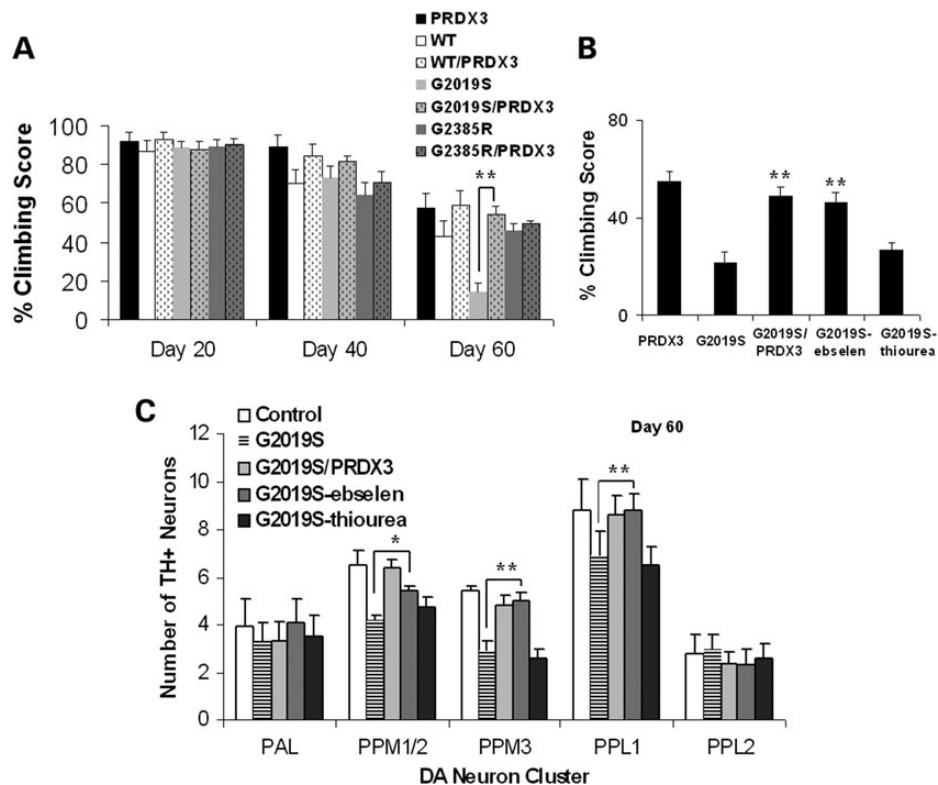 A
PRDX3
WT
WT/PRDX3
G2019S
G2019S/PRDX3
G2385R
G2385R/PRDX3
% Climbing Score
100
80
60
40
20
0
**
Day 20
Day 40
Day 60
B
% Climbing Score
80
40
0
** **
PRDX3
G2019S
G2019S/
PRDX3
G2019S-
ebselen
G2019S-
thiourea
C
Control
G2019S
G2019S/PRDX3
G2019S-ebselen
G2019S-thiourea
Day 60
Number of TH+ Neurons
12
10
8
6
4
2
0
*
**
**
PAL
PPM1/2
PPM3
PPL1
PPL2
DA Neuron Cluster